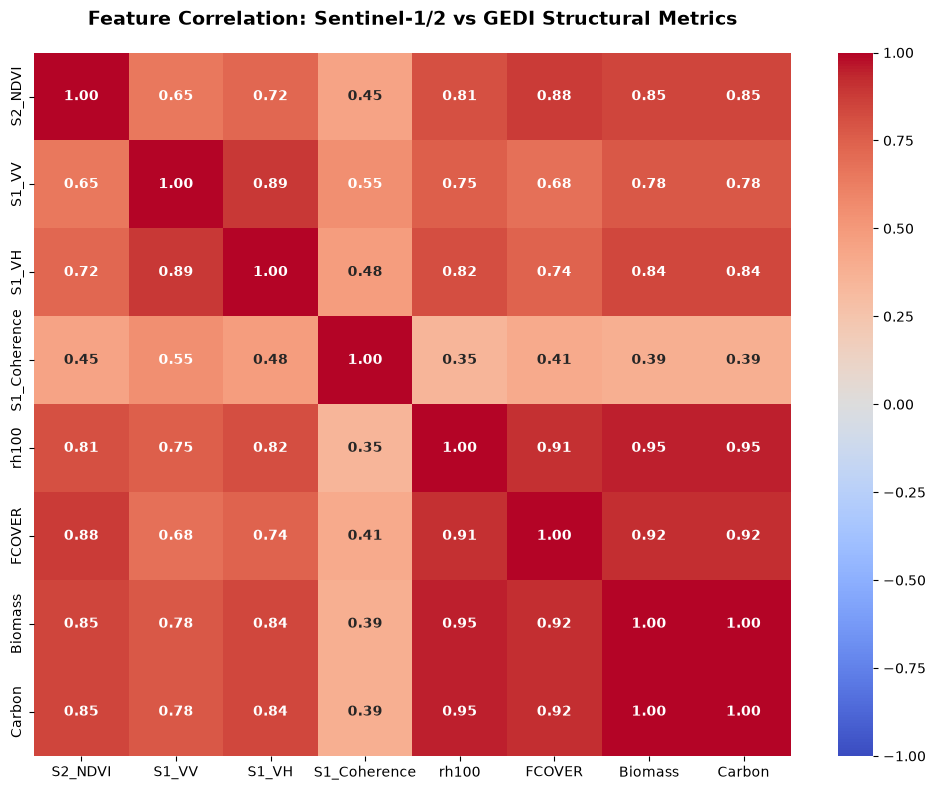 Feature Correlation: Sentinel-1/2 vs GEDI Structural Metrics
S2_NDVI 1.00 0.65 0.72 0.45 0.81 0.88 0.85 0.85
S1_VV 0.65 1.00 0.89 0.55 0.75 0.68 0.78 0.78
S1_VH 0.72 0.89 1.00 0.48 0.82 0.74 0.84 0.84
S1_Coherence 0.45 0.55 0.48 1.00 0.35 0.41 0.39 0.39
rh100 0.81 0.75 0.82 0.35 1.00 0.91 0.95 0.95
FCOVER 0.88 0.68 0.74 0.41 0.91 1.00 0.92 0.92
Biomass 0.85 0.78 0.84 0.39 0.95 0.92 1.00 1.00
Carbon 0.85 0.78 0.84 0.39 0.95 0.92 1.00 1.00
S2_NDVI S1_VV S1_VH S1_Coherence rh100 FCOVER Biomass Carbon
1.00
0.75
0.50
0.25
0.00
−0.25
−0.50
−0.75
−1.00